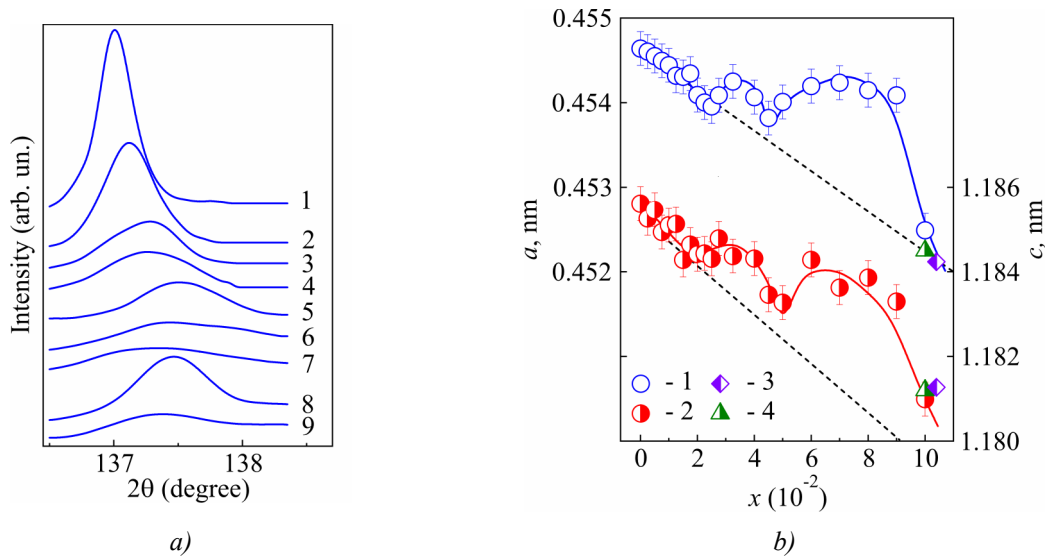 Intensity (arb. un.)
1
2
3
4
5
6
7
8
9
137 138
2θ (degree)
a)
a, nm
0.455
0.454
0.453
0.452
c, nm
1.186
1.184
1.182
1.180
- 1 - 3
- 2 - 4
0 2 4 6 8 10
x (10⁻²)
b)